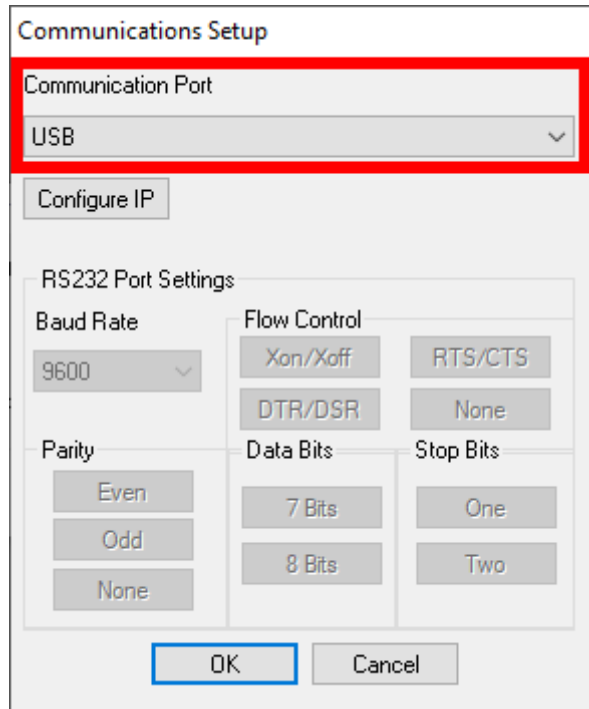 Communications Setup
Communication Port
USB
Configure IP
RS232 Port Settings
Baud Rate
9600
Flow Control
Xon/Xoff
RTS/CTS
DTR/DSR
None
Parity
Even
Odd
None
Data Bits
7 Bits
8 Bits
Stop Bits
One
Two
OK
Cancel